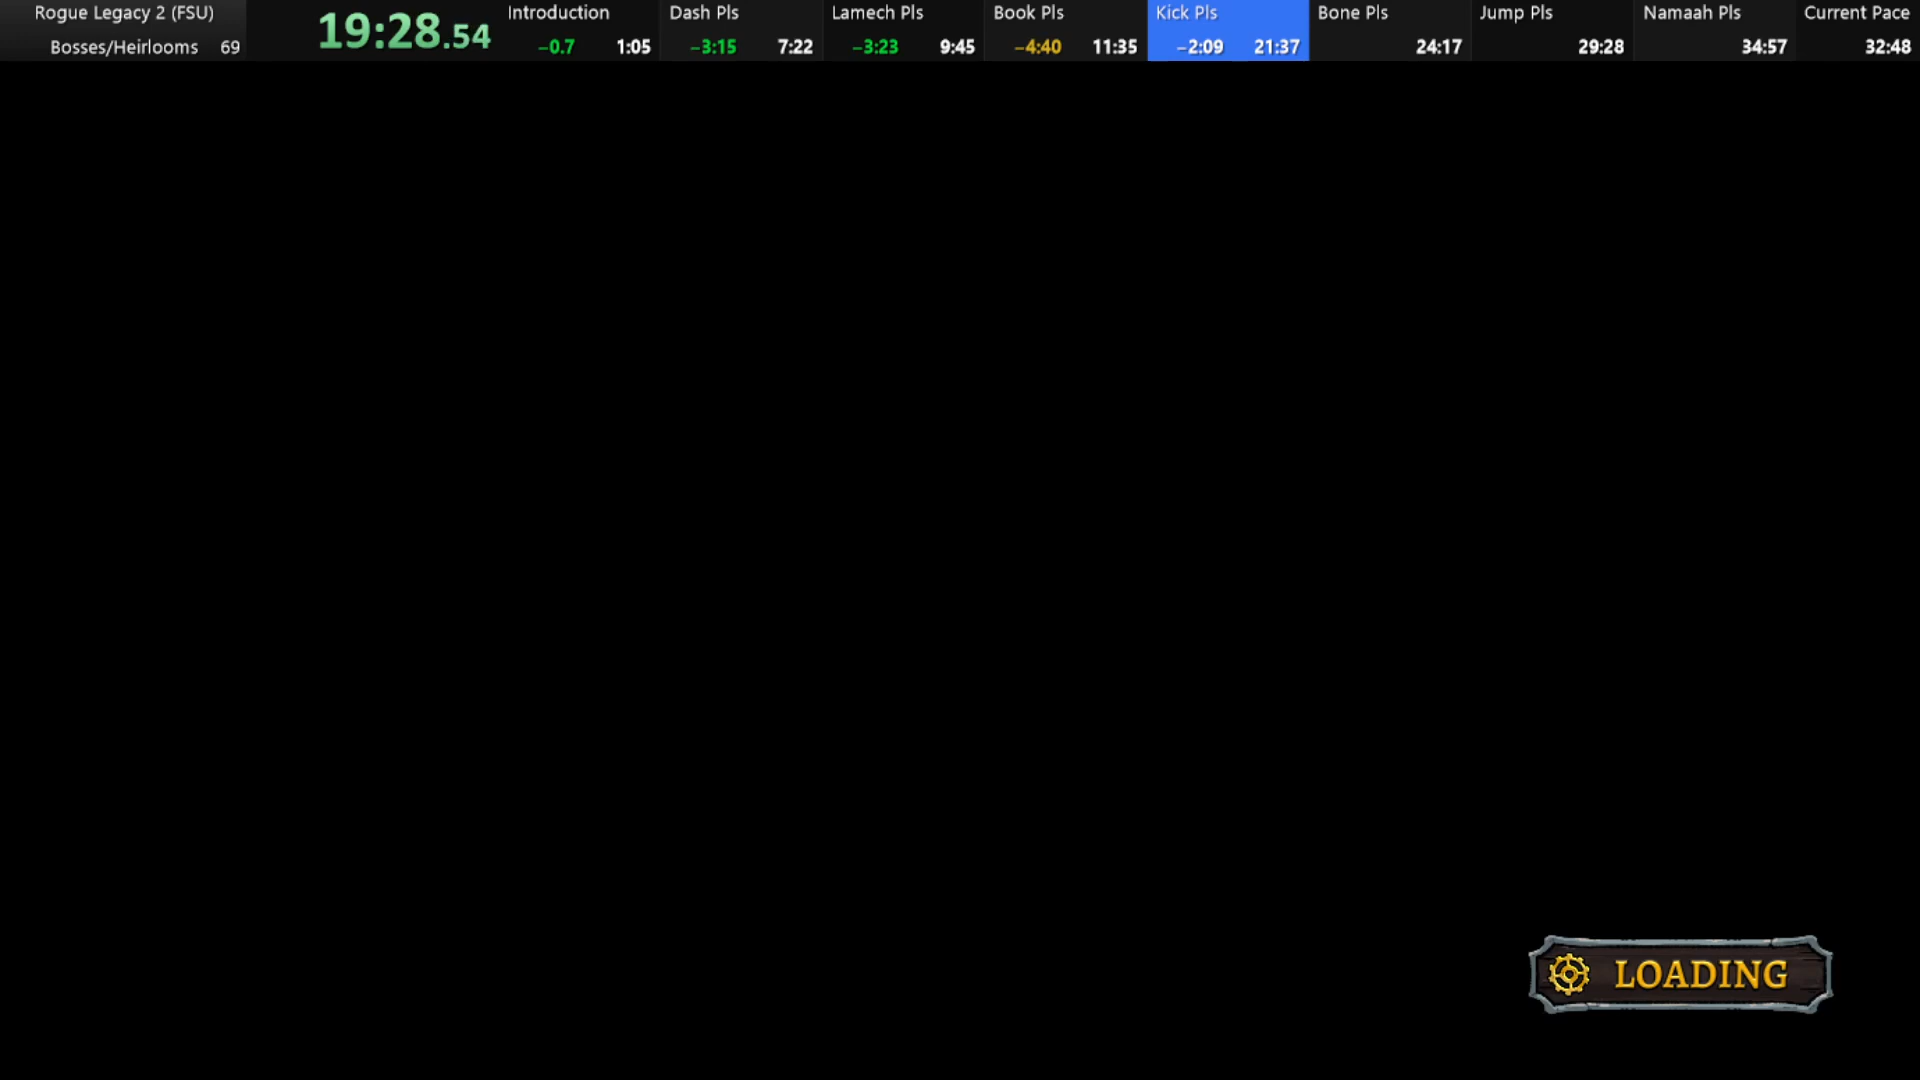 Rogue Legacy 2 (FSU)
Bosses/Heirlooms 69
19:28.54
Introduction
−0.7 1:05
Dash Pls
−3:15 7:22
Lamech Pls
−3:23 9:45
Book Pls
−4:40 11:35
Kick Pls
−2:09 21:37
Bone Pls
24:17
Jump Pls
29:28
Namaah Pls
34:57
Current Pace
32:48
LOADING